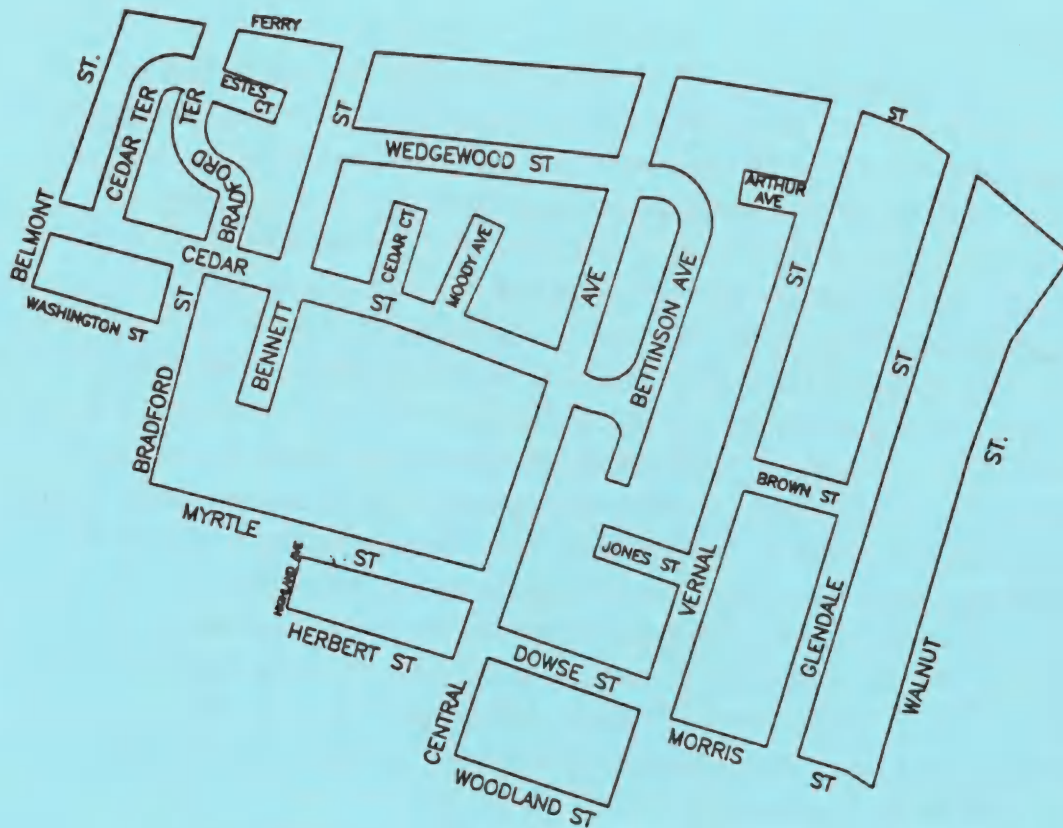 FERRY
ST.
ESTES
CT
CEDAR TER
TER
BRADFORD
ST
WEDGEWOOD ST
ST
ARTHUR
AVE
BELMONT
CEDAR
ST
CEDAR CT
MOODY AVE
AVE
BETTINSON AVE
ST
ST
WASHINGTON ST
ST
BENNETT
BRADFORD
ST.
BROWN ST
MYRTLE
ST
HIGHLAND AVE
JONES ST
VERNAL
GLENDALE
HERBERT ST
DOWSE ST
WALNUT
CENTRAL
MORRIS
ST
WOODLAND ST